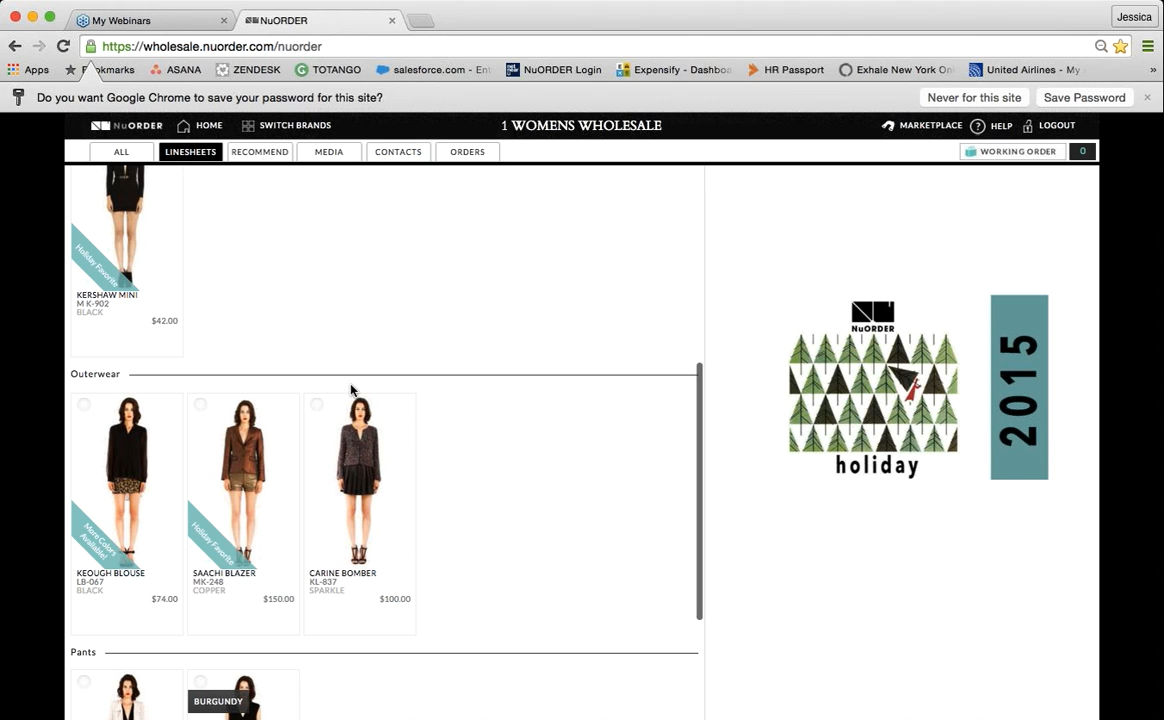 My Webinars
NuORDER
Jessica
https://wholesale.nuorder.com/nuorder
Apps
Bookmarks
ASANA
ZENDESK
TOTANGO
salesforce.com - Ent
NuORDER Login
Expensify - Dashbo
HR Passport
Exhale New York On
United Airlines - My
»
Do you want Google Chrome to save your password for this site?
Never for this site
Save Password
NuORDER
HOME
SWITCH BRANDS
1 WOMENS WHOLESALE
MARKETPLACE
HELP
LOGOUT
ALL
LINESHEETS
RECOMMEND
MEDIA
CONTACTS
ORDERS
WORKING ORDER
0
Holiday Favorite
KERSHAW MINI
M K-902
BLACK
$42.00
Outerwear
More Colors
Available!
KEOUGH BLOUSE
LB-067
BLACK
$74.00
Holiday Favorite
SAACHI BLAZER
MK-248
COPPER
$150.00
CARINE BOMBER
KL-837
SPARKLE
$100.00
Pants
BURGUNDY
NuORDER
holiday
2015